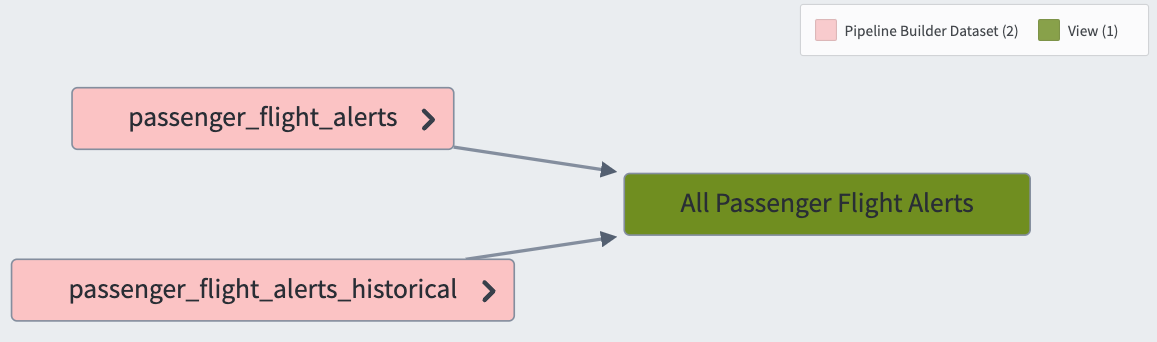 Pipeline Builder Dataset (2) View (1)
passenger_flight_alerts
All Passenger Flight Alerts
passenger_flight_alerts_historical